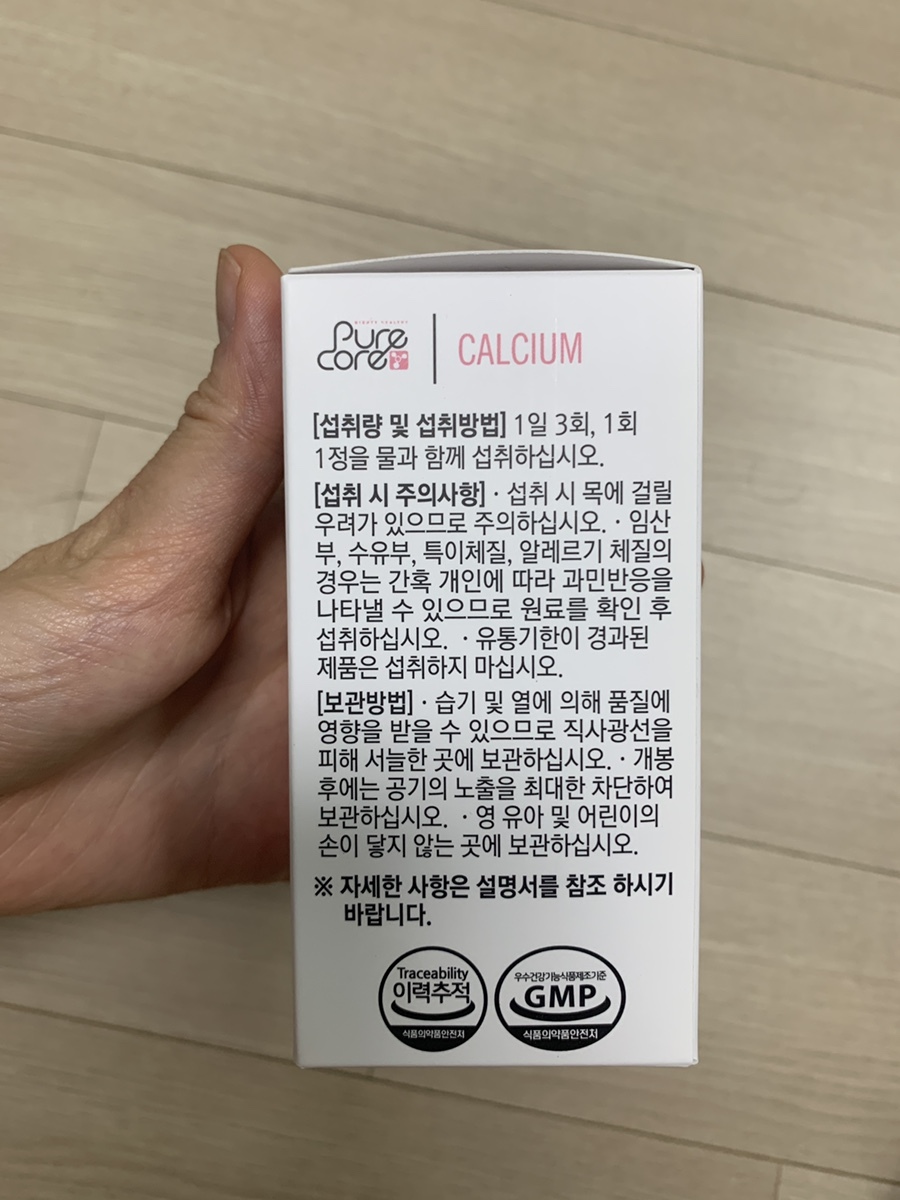 Pure
core
CALCIUM
[섭취량 및 섭취방법] 1일 3회, 1회
1정을 물과 함께 섭취하십시오.
[섭취 시 주의사항] · 섭취 시 목에 걸릴
우려가 있으므로 주의하십시오. · 임산
부, 수유부, 특이체질, 알레르기 체질의
경우는 간혹 개인에 따라 과민반응을
나타낼 수 있으므로 원료를 확인 후
섭취하십시오. · 유통기한이 경과된
제품은 섭취하지 마십시오.
[보관방법] · 습기 및 열에 의해 품질에
영향을 받을 수 있으므로 직사광선을
피해 서늘한 곳에 보관하십시오. · 개봉
후에는 공기의 노출을 최대한 차단하여
보관하십시오. · 영 유아 및 어린이의
손이 닿지 않는 곳에 보관하십시오.
※ 자세한 사항은 설명서를 참조 하시기
바랍니다.
Traceability
이력추적
식품의약품안전처
우수건강기능식품제조기준
GMP
식품의약품안전처